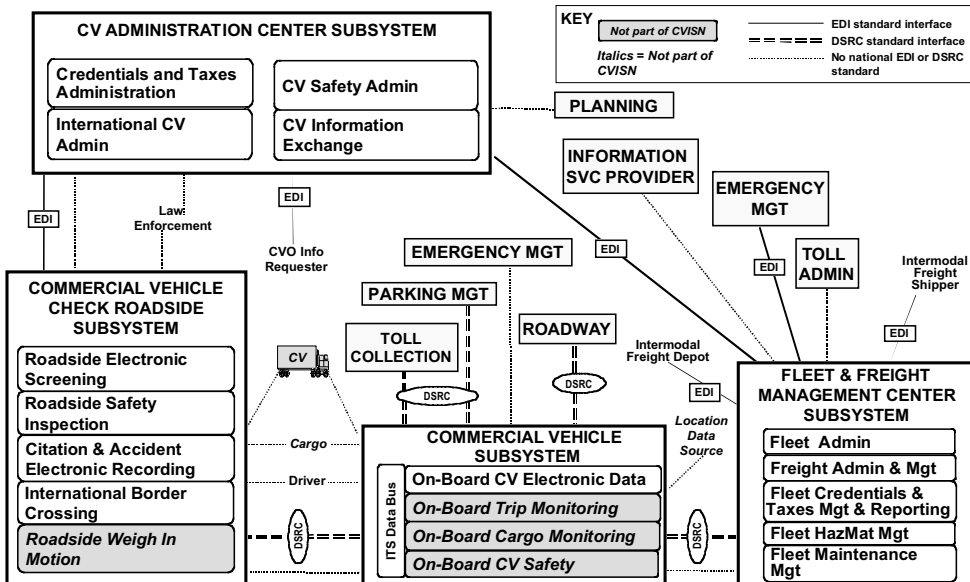 CV ADMINISTRATION CENTER SUBSYSTEM
Credentials and Taxes
Administration
CV Safety Admin
International CV
Admin
CV Information
Exchange
KEY
Not part of CVISN
Italics = Not part of
CVISN
EDI standard interface
DSRC standard interface
No national EDI or DSRC
standard
PLANNING
INFORMATION
SVC PROVIDER
EMERGENCY
MGT
TOLL
ADMIN
EDI
Law
Enforcement
EDI
CVO Info
Requester
EDI
EDI
Intermodal
Freight
Shipper
EDI
EMERGENCY MGT
PARKING MGT
TOLL
COLLECTION
ROADWAY
DSRC
DSRC
Intermodal
Freight Depot
EDI
COMMERCIAL VEHICLE
CHECK ROADSIDE
SUBSYSTEM
Roadside Electronic
Screening
Roadside Safety
Inspection
Citation & Accident
Electronic Recording
International Border
Crossing
Roadside Weigh In
Motion
CV
Cargo
Driver
DSRC
COMMERCIAL VEHICLE
SUBSYSTEM
ITS Data Bus
On-Board CV Electronic Data
On-Board Trip Monitoring
On-Board Cargo Monitoring
On-Board CV Safety
Location
Data
Source
DSRC
FLEET & FREIGHT
MANAGEMENT CENTER
SUBSYSTEM
Fleet Admin
Freight Admin & Mgt
Fleet Credentials &
Taxes Mgt & Reporting
Fleet HazMat Mgt
Fleet Maintenance
Mgt